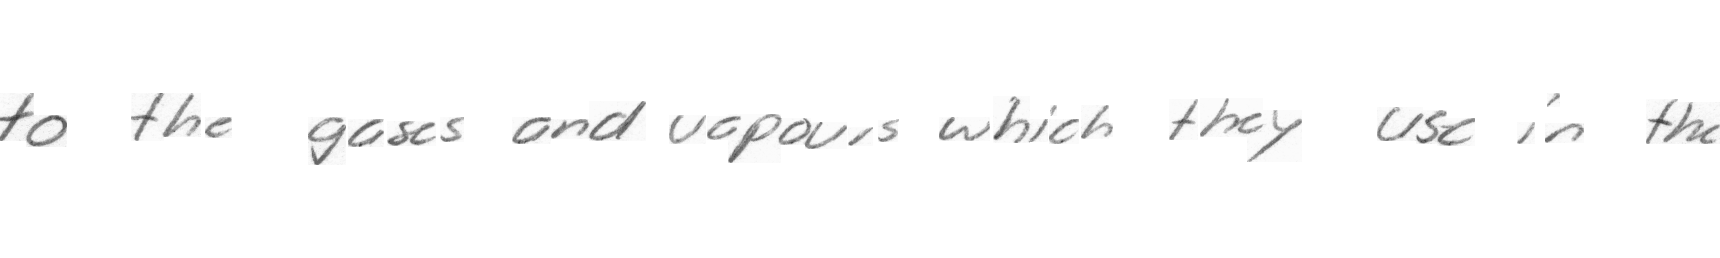 to the gases and vapours which they use in the